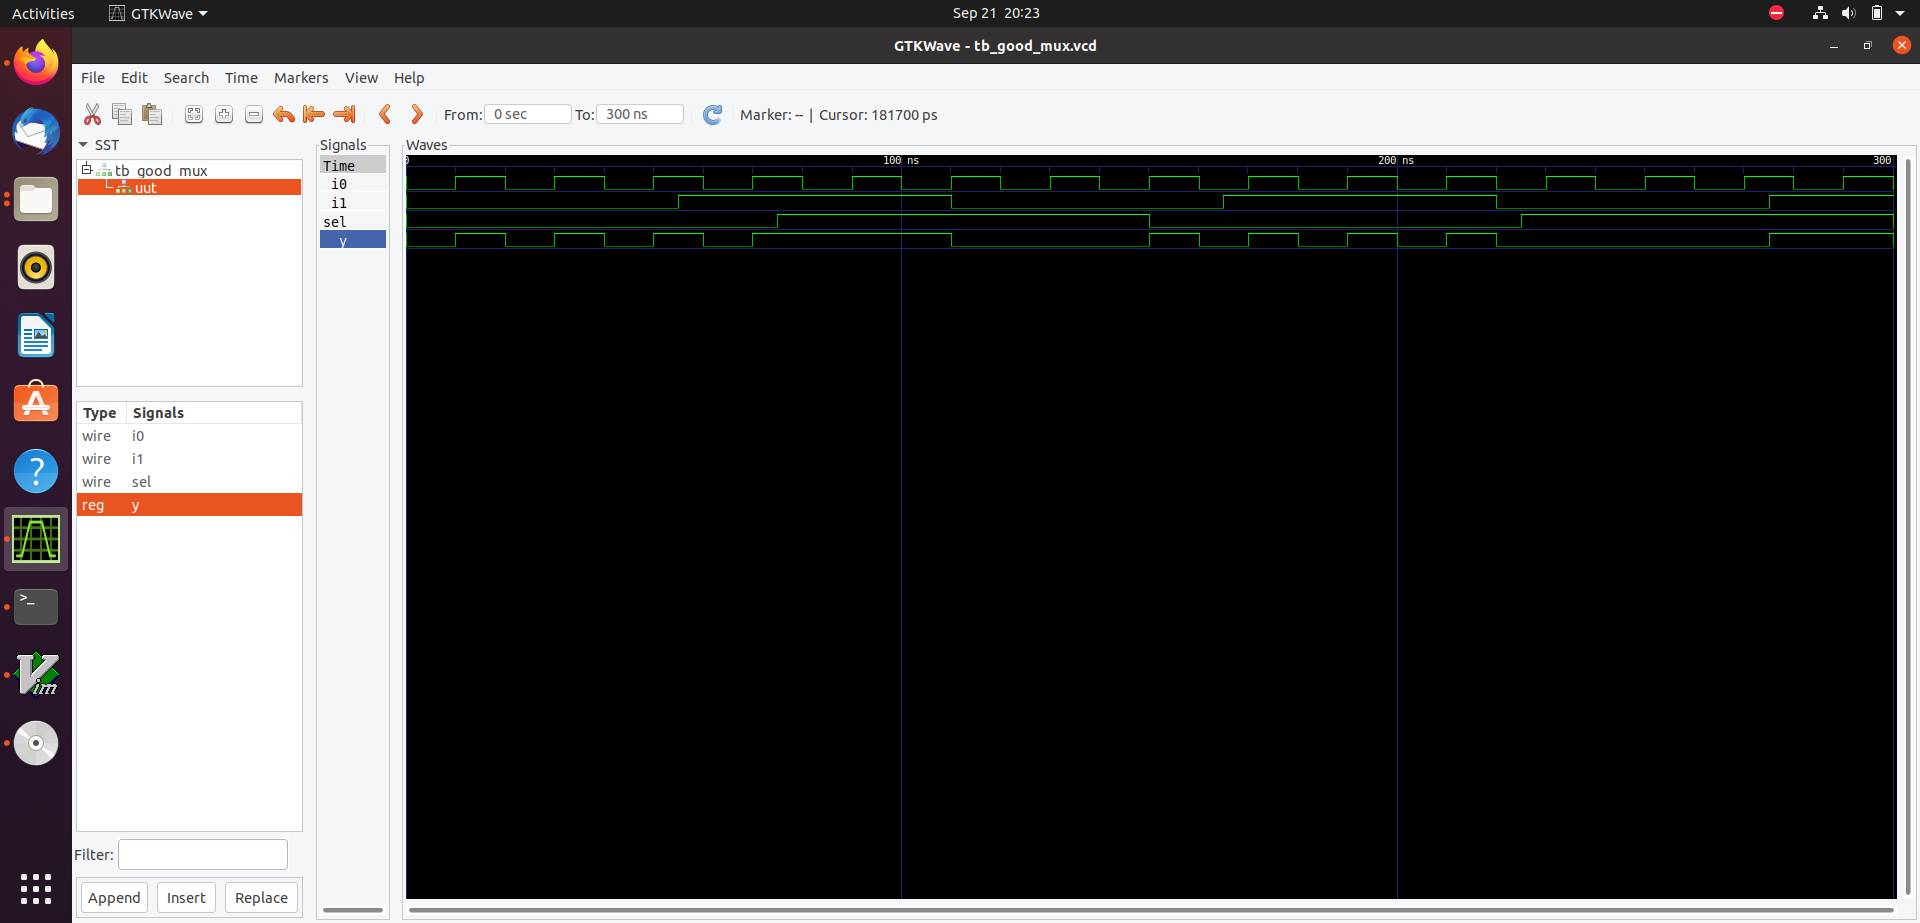 Activities GTKWave Sep 21 20:23
GTKWave - tb_good_mux.vcd
File Edit Search Time Markers View Help
From: 0 sec To: 300 ns Marker: -- | Cursor: 181700 ps
SST
tb_good_mux
uut
Signals
Time
i0
i1
sel
y
Waves
0 100 ns 200 ns 300
Type Signals
wire i0
wire i1
wire sel
reg y
Filter:
Append Insert Replace
>_
Vim
A
?